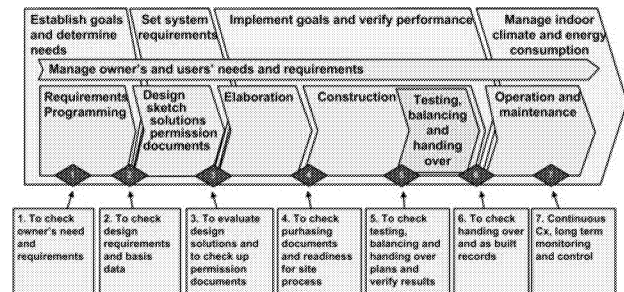 Establish goals
and determine
needs
Set system
requirements
Implement goals and verify performance
Manage indoor
climate and energy
consumption
Manage owner's and users' needs and requirements
Requirements
Programming
Design
sketch
solutions
permission
documents
Elaboration
Construction
Testing,
balancing
and
handing
over
Operation and
maintenance
1
2
3
4
5
6
7
1. To check
owner's need
and
requirements
2. To check
design
requirements
and basis
data
3. To evaluate
design
solutions and
to check up
permission
documents
4. To check
purhasing
documents
and readiness
for site
process
5. To check
testing,
balancing and
handing over
plans and
verify results
6. To check
handing over
and as built
records
7. Continuous
Cx, long term
monitoring
and control